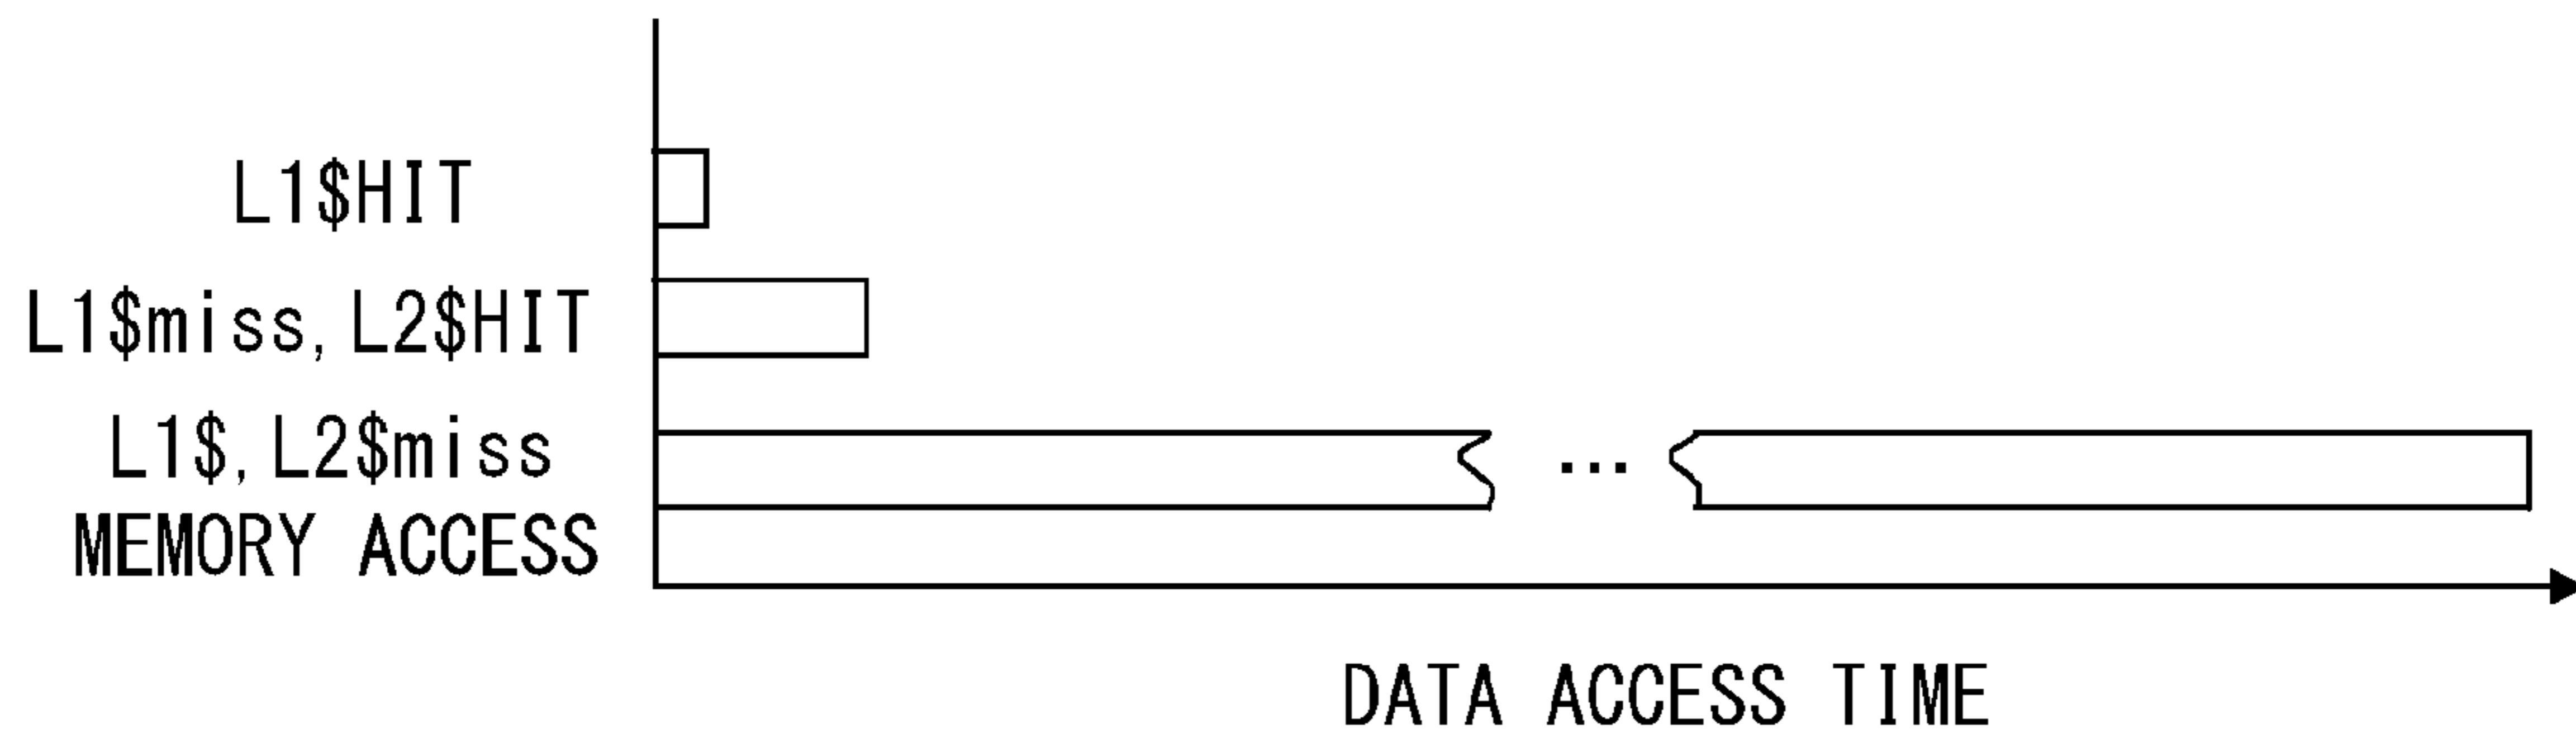 L1$HIT
L1$miss, L2$HIT
L1$, L2$miss
MEMORY ACCESS
...
DATA ACCESS TIME